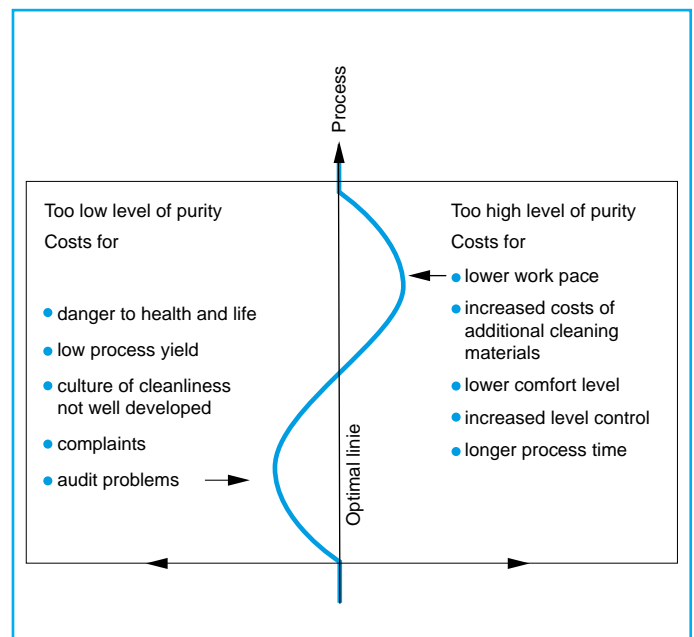 Process
Too low level of purity
Costs for
danger to health and life
low process yield
culture of cleanliness
not well developed
complaints
audit problems
Optimal linie
Too high level of purity
Costs for
lower work pace
increased costs of
additional cleaning
materials
lower comfort level
increased level control
longer process time